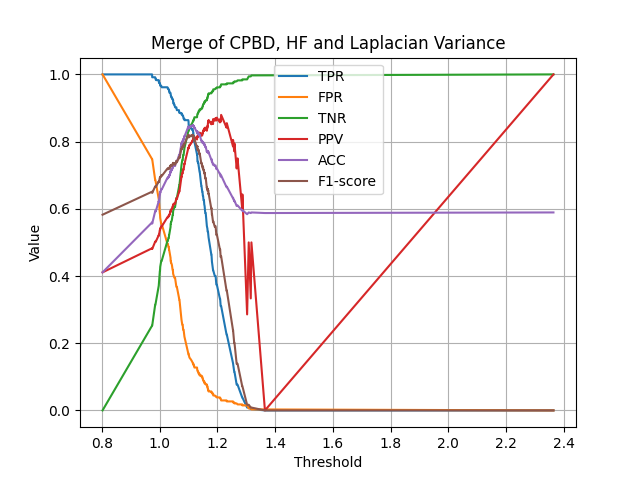 Merge of CPBD, HF and Laplacian Variance
TPR
FPR
TNR
PPV
ACC
F1-score
Value
1.0
0.8
0.6
0.4
0.2
0.0
0.8 1.0 1.2 1.4 1.6 1.8 2.0 2.2 2.4
Threshold